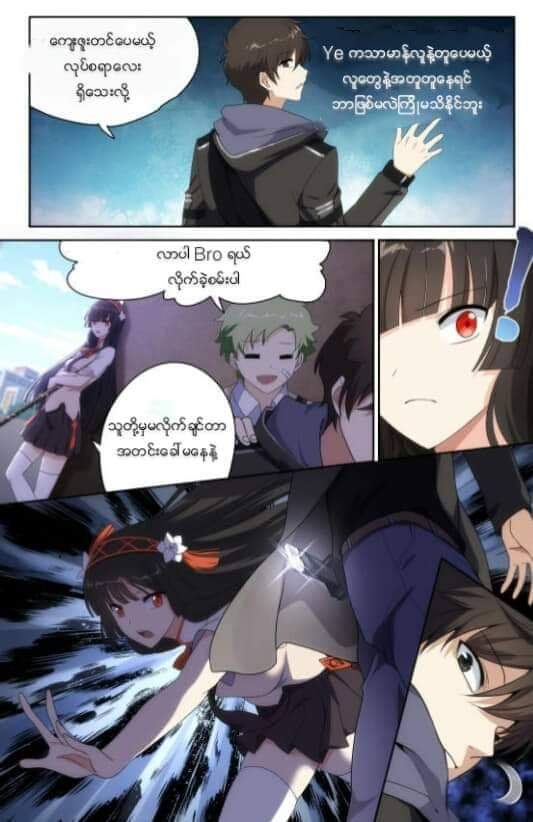 ကျေးဇူးတင်ပေမယ့်
လုပ်စရာလေး
ရှိသေးလို့
Ye ကသာမာန်လူနဲ့တူပေမယ့်
လူတွေနဲ့အတူတူနေရင်
ဘာဖြစ်မလဲကြိုမသိနိုင်ဘူး
လာပါ Bro ရယ်
လိုက်ခဲ့စမ်းပါ
!
သူတို့မှမလိုက်ချင်တာ
အတင်းခေါ်မနေနဲ့